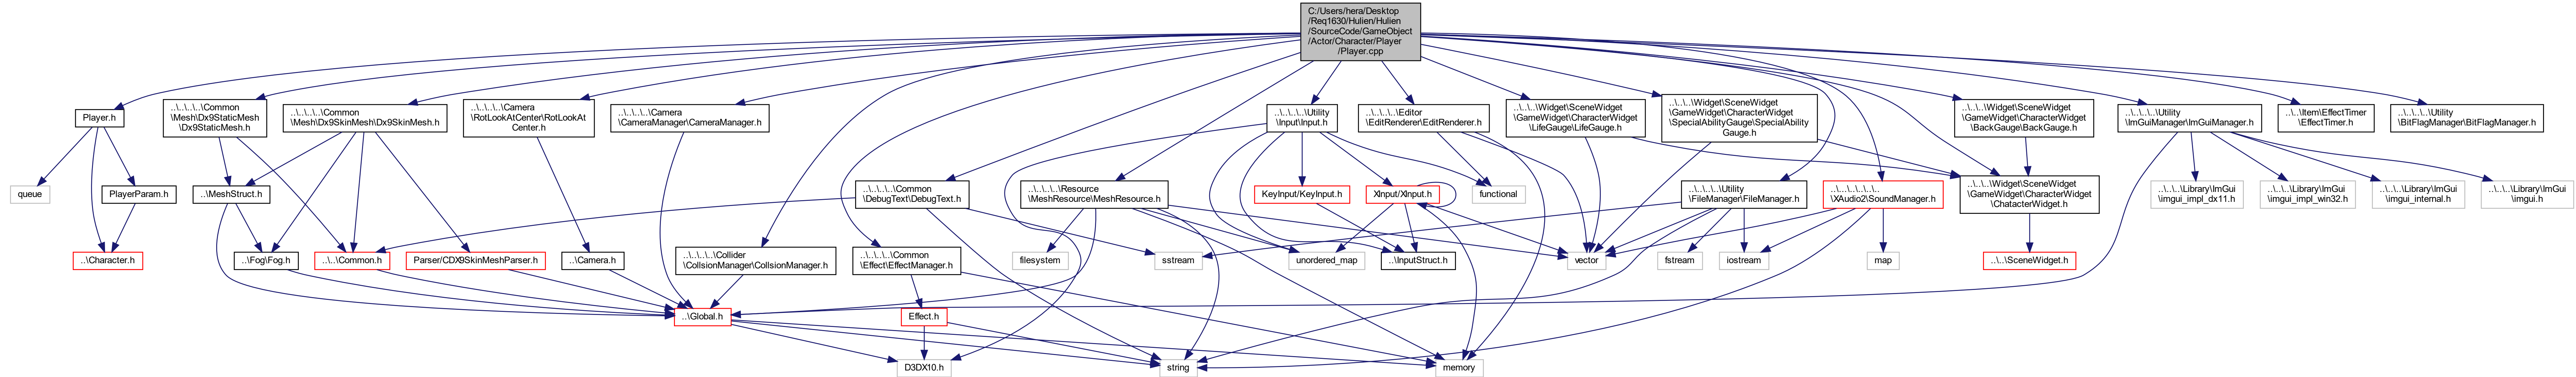 C:/Users/hera/Desktop
/Req1630/Hulien/Hulien
/SourceCode/GameObject
/Actor/Character/Player
/Player.cpp
Player.h
..\..\..\..\Common
\Mesh\Dx9StaticMesh
\Dx9StaticMesh.h
..\..\..\..\Common
\Mesh\Dx9SkinMesh\Dx9SkinMesh.h
..\..\..\..\Camera
\RotLookAtCenter\RotLookAt
Center.h
..\..\..\..\Camera
\CameraManager\CameraManager.h
..\..\..\..\Utility
\Input\Input.h
..\..\..\..\Editor
\EditRenderer\EditRenderer.h
..\..\..\Widget\SceneWidget
\GameWidget\CharacterWidget
\LifeGauge\LifeGauge.h
..\..\..\Widget\SceneWidget
\GameWidget\CharacterWidget
\SpecialAbilityGauge\SpecialAbility
Gauge.h
..\..\..\Widget\SceneWidget
\GameWidget\CharacterWidget
\BackGauge\BackGauge.h
..\..\..\..\Utility
\ImGuiManager\ImGuiManager.h
..\..\Item\EffectTimer
\EffectTimer.h
..\..\..\..\Utility
\BitFlagManager\BitFlagManager.h
queue
PlayerParam.h
..\MeshStruct.h
..\..\..\..\Common
\DebugText\DebugText.h
..\..\..\..\Resource
\MeshResource\MeshResource.h
KeyInput/KeyInput.h
XInput/XInput.h
functional
..\..\..\..\Utility
\FileManager\FileManager.h
..\...\..\..\..\..
\XAudio2\SoundManager.h
..\..\..\Widget\SceneWidget
\GameWidget\CharacterWidget
\ChatacterWidget.h
..\..\..\Library\ImGui
\imgui_impl_dx11.h
..\..\..\Library\ImGui
\imgui_impl_win32.h
..\..\..\Library\ImGui
\imgui_internal.h
..\..\..\Library\ImGui
\imgui.h
..\Character.h
..\Fog\Fog.h
..\..\Common.h
Parser/CDX9SkinMeshParser.h
..\Camera.h
..\..\..\..\Collider
\CollsionManager\CollsionManager.h
..\..\..\..\Common
\Effect\EffectManager.h
filesystem
sstream
unordered_map
..\InputStruct.h
vector
fstream
iostream
map
..\..\SceneWidget.h
..\Global.h
Effect.h
D3DX10.h
string
memory